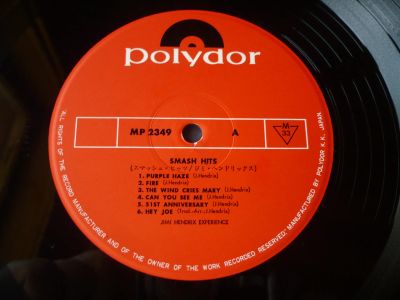 polydor
MP 2349
A
M
33
SMASH HITS
(スマッシュ・ヒッツ/ジミ・ヘンドリックス)
1. PURPLE HAZE (J.Hendrix)
2. FIRE (J.Hendrix)
3. THE WIND CRIES MARY (J.Hendrix)
4. CAN YOU SEE ME (J.Hendrix)
5. 51ST ANNIVERSARY (J.Hendrix)
6. HEY JOE (Trad.-Arr.-J.Hendrix)
JIMI HENDRIX EXPERIENCE
ALL RIGHTS OF THE RECORD MANUFACTURER AND OF THE OWNER OF THE WORK RECORDED RESERVED. MANUFACTURED BY POLYDOR K.K. JAPAN